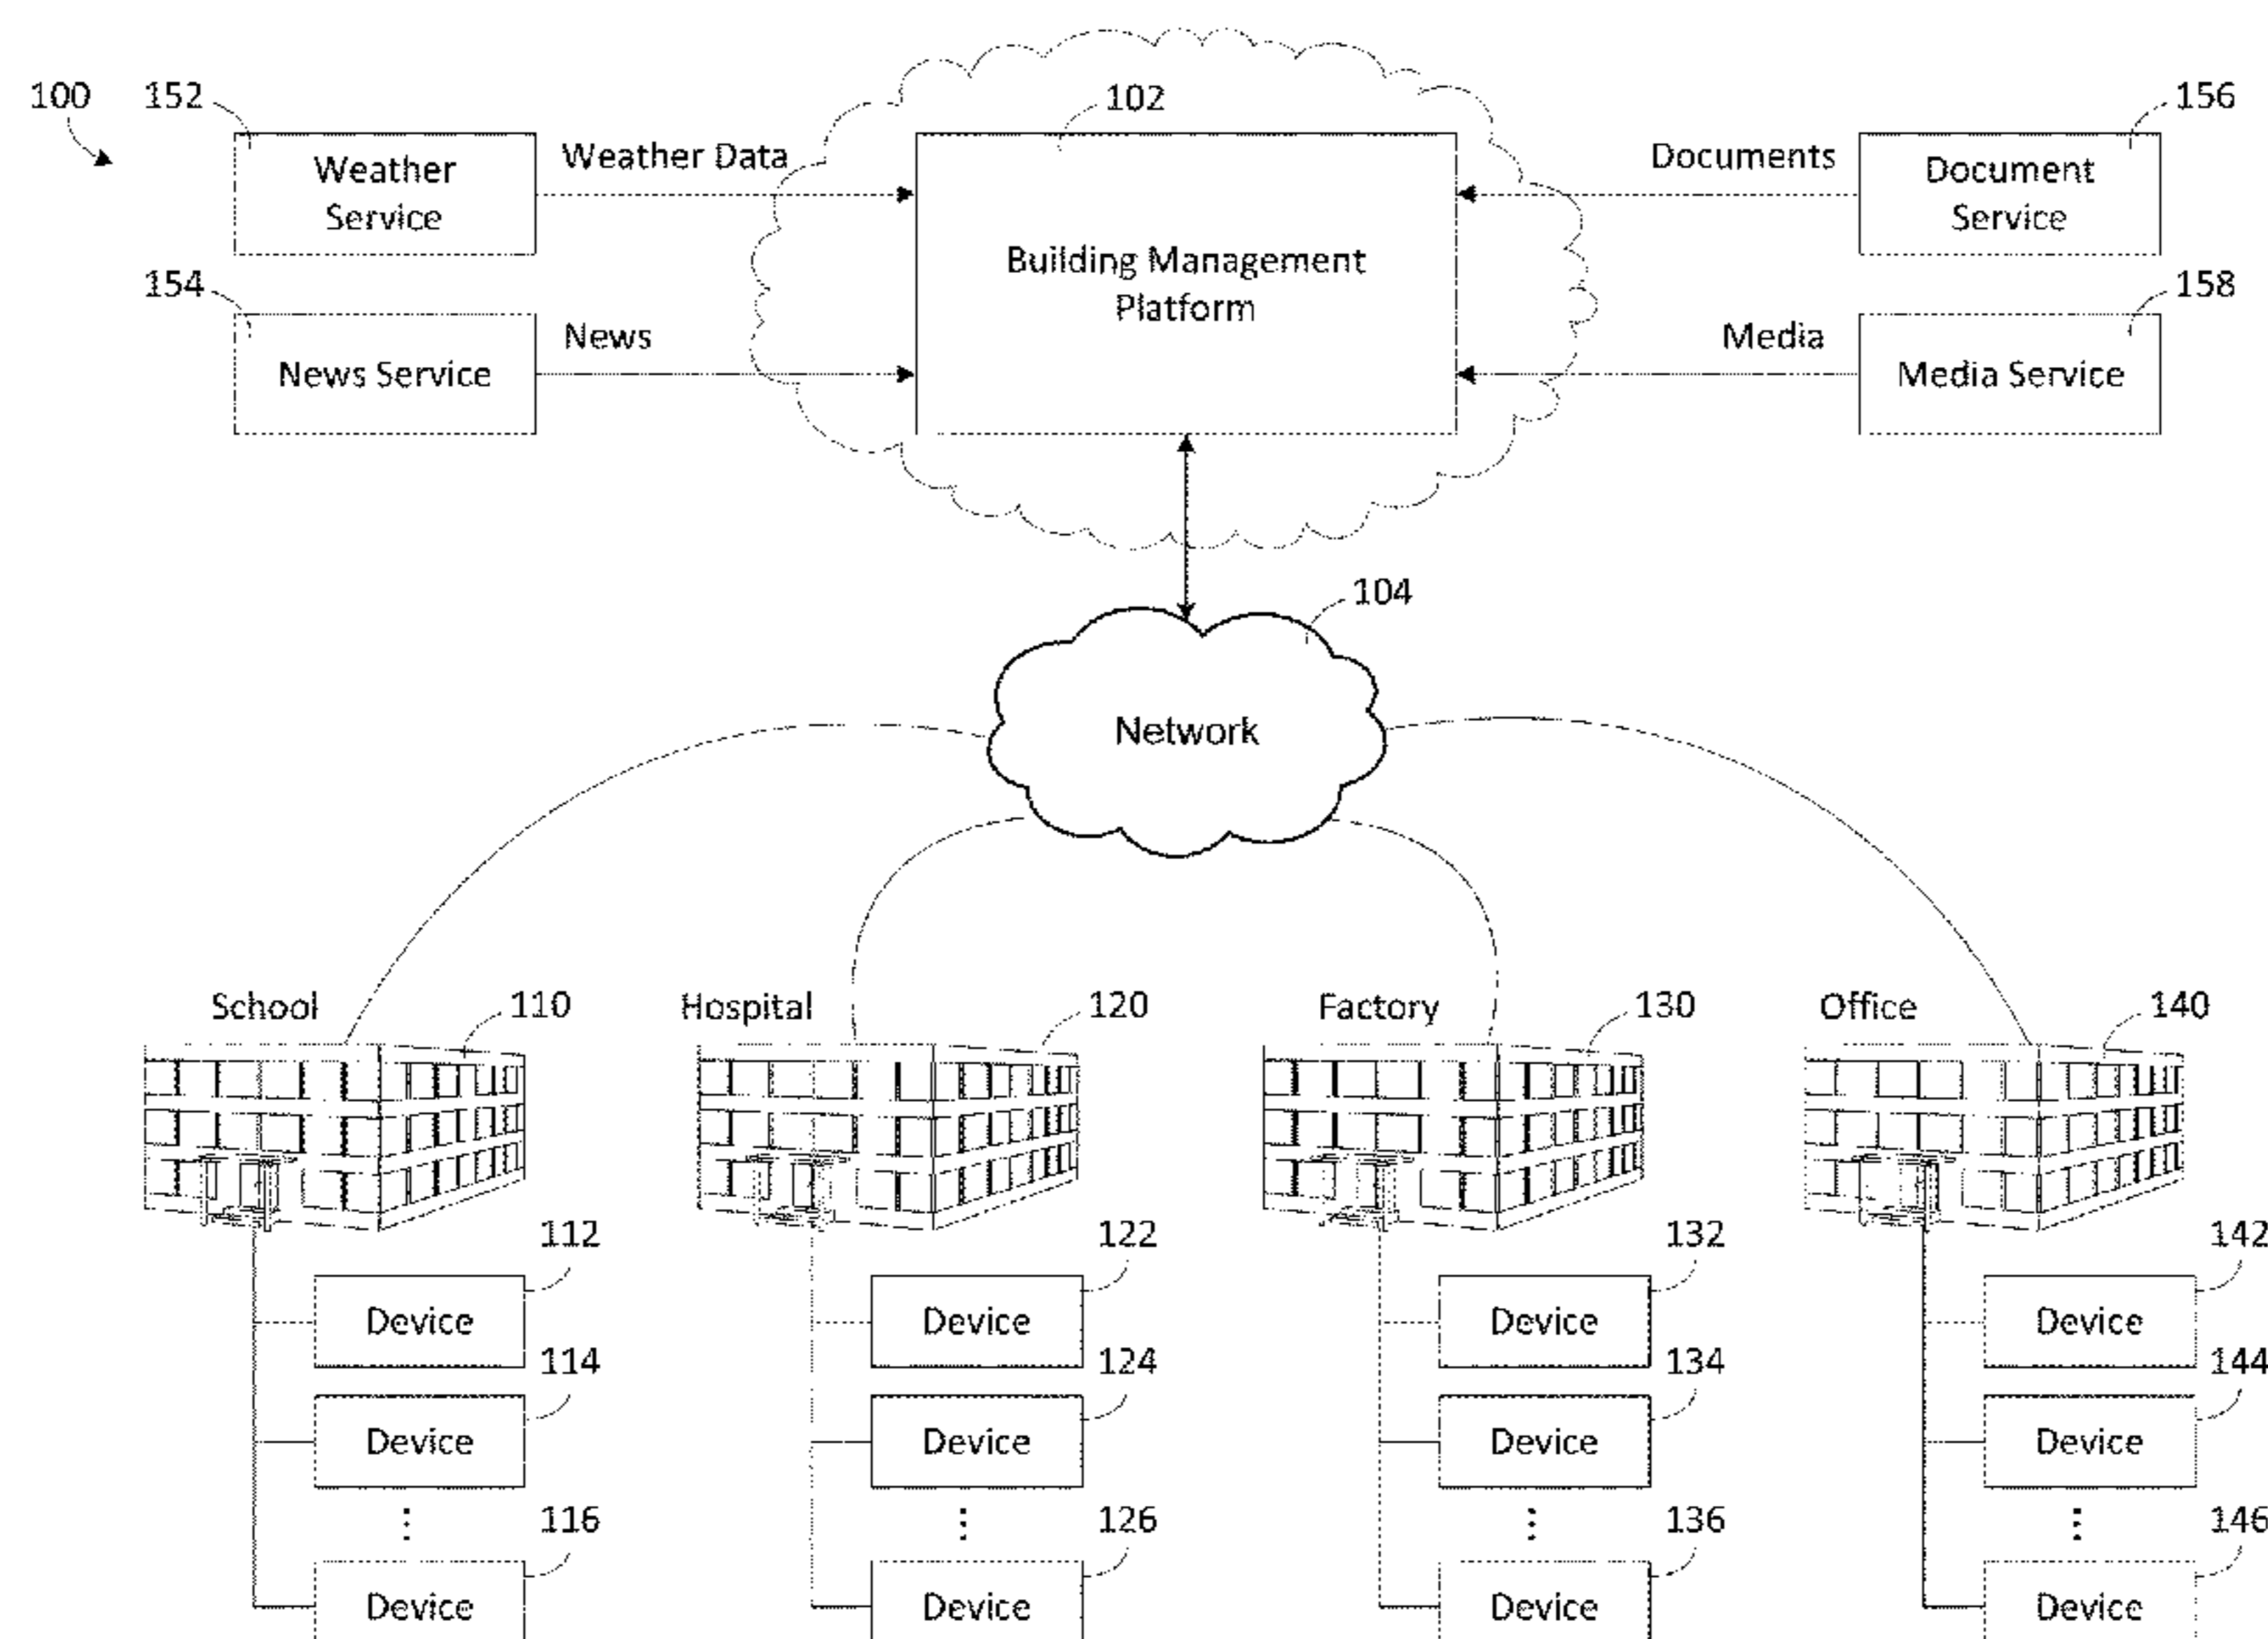 100
152
102
156
Weather Data
Documents
Weather
Service
Document
Service
Building Management
Platform
154
158
News
Media
News Service
Media Service
104
Network
School
110
Hospital
120
Factory
130
Office
140
112
122
132
142
Device
Device
Device
Device
114
124
134
144
Device
Device
Device
Device
116
126
136
146
Device
Device
Device
Device